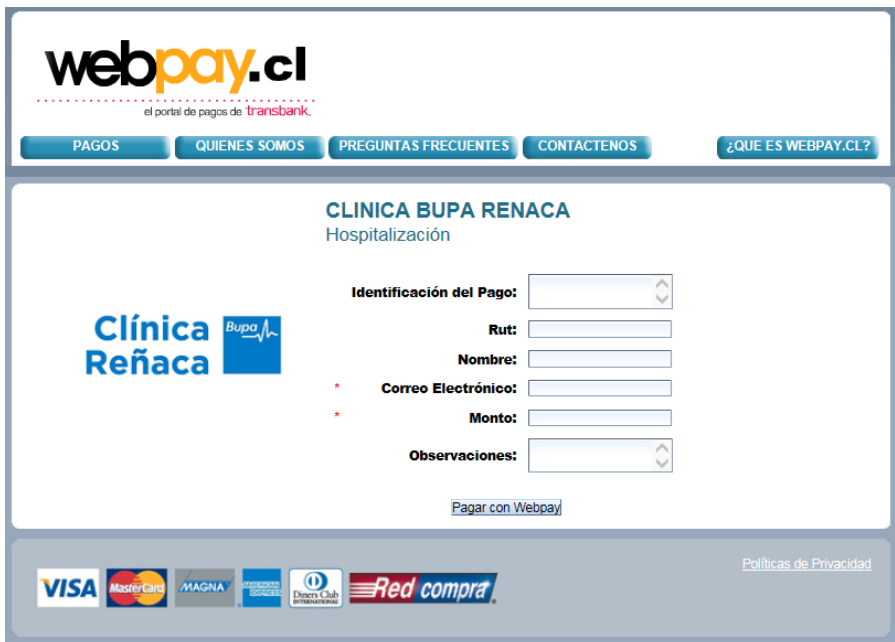 webpay.cl
el portal de pagos de transbank.
PAGOS
QUIENES SOMOS
PREGUNTAS FRECUENTES
CONTACTENOS
¿QUE ES WEBPAY.CL?
CLINICA BUPA RENACA
Hospitalización
Clínica Bupa
Reñaca
Identificación del Pago:
Rut:
Nombre:
* Correo Electrónico:
* Monto:
Observaciones:
Pagar con Webpay
Políticas de Privacidad
VISA MasterCard MAGNA AMERICAN EXPRESS Diners Club INTERNATIONAL Red compra